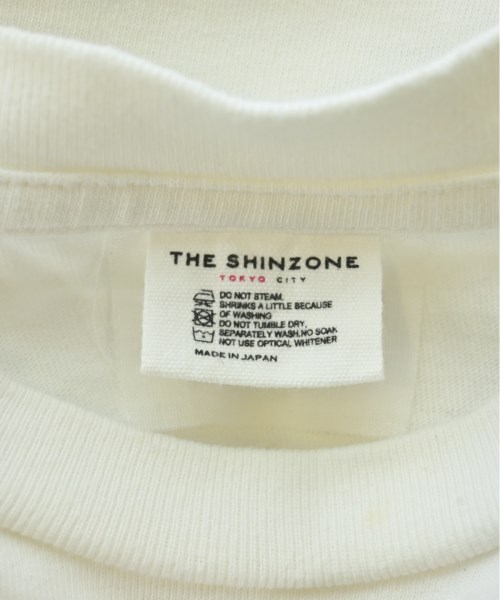 THE SHINZONE
TOKYO CITY
DO NOT STEAM,
SHRINKS A LITTLE BECAUSE
OF WASHING
DO NOT TUMBLE DRY,
SEPARATELY WASH.NO SOAK
NOT USE OPTICAL WHITENER
MADE IN JAPAN